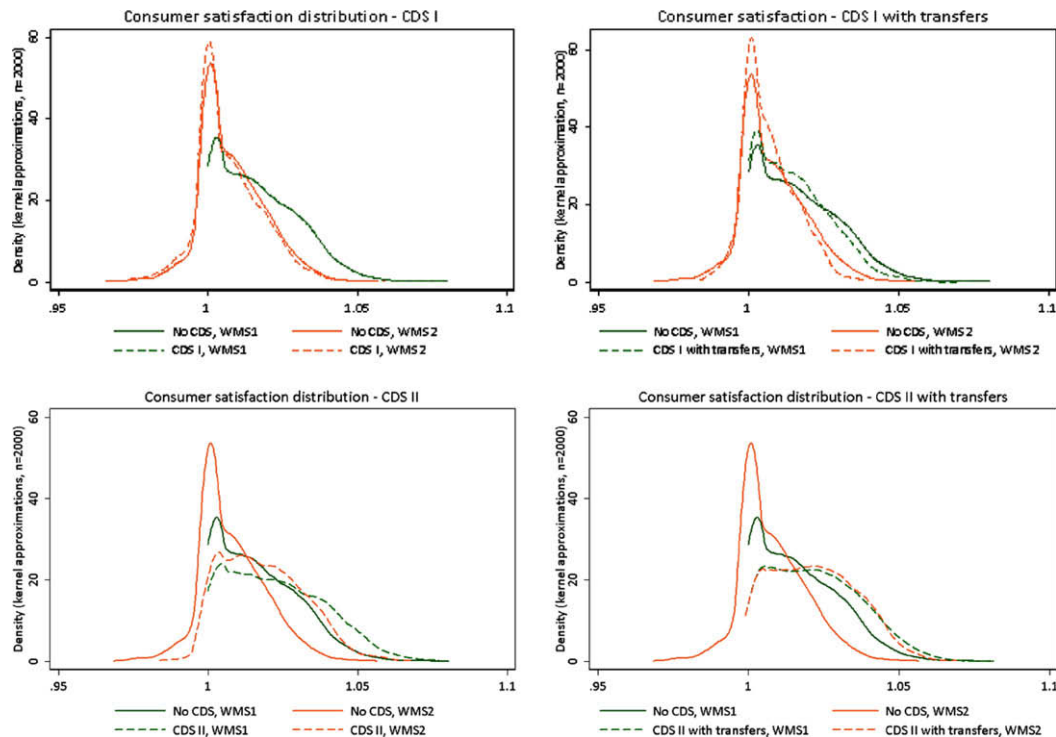 Consumer satisfaction distribution - CDS I
Density (kernel approximations, n=2000)
80
60
40
20
0
.95
1
1.05
1.1
No CDS, WMS1
No CDS, WMS2
CDS I, WMS1
CDS I, WMS2
Consumer satisfaction - CDS I with transfers
Density (kernel approximations, n=2000)
60
40
20
0
.95
1
1.05
1.1
No CDS, WMS1
No CDS, WMS2
CDS I with transfers, WMS1
CDS I with transfers, WMS2
Consumer satisfaction distribution - CDS II
Density (kernel approximations, n=2000)
60
40
20
0
.95
1
1.05
1.1
No CDS, WMS1
No CDS, WMS2
CDS II, WMS1
CDS II, WMS2
Consumer satisfaction distribution - CDS II with transfers
Density (kernel approximations, n=2000)
60
40
20
0
.95
1
1.05
1.1
No CDS, WMS1
No CDS, WMS2
CDS II with transfers, WMS1
CDS II with transfers, WMS2